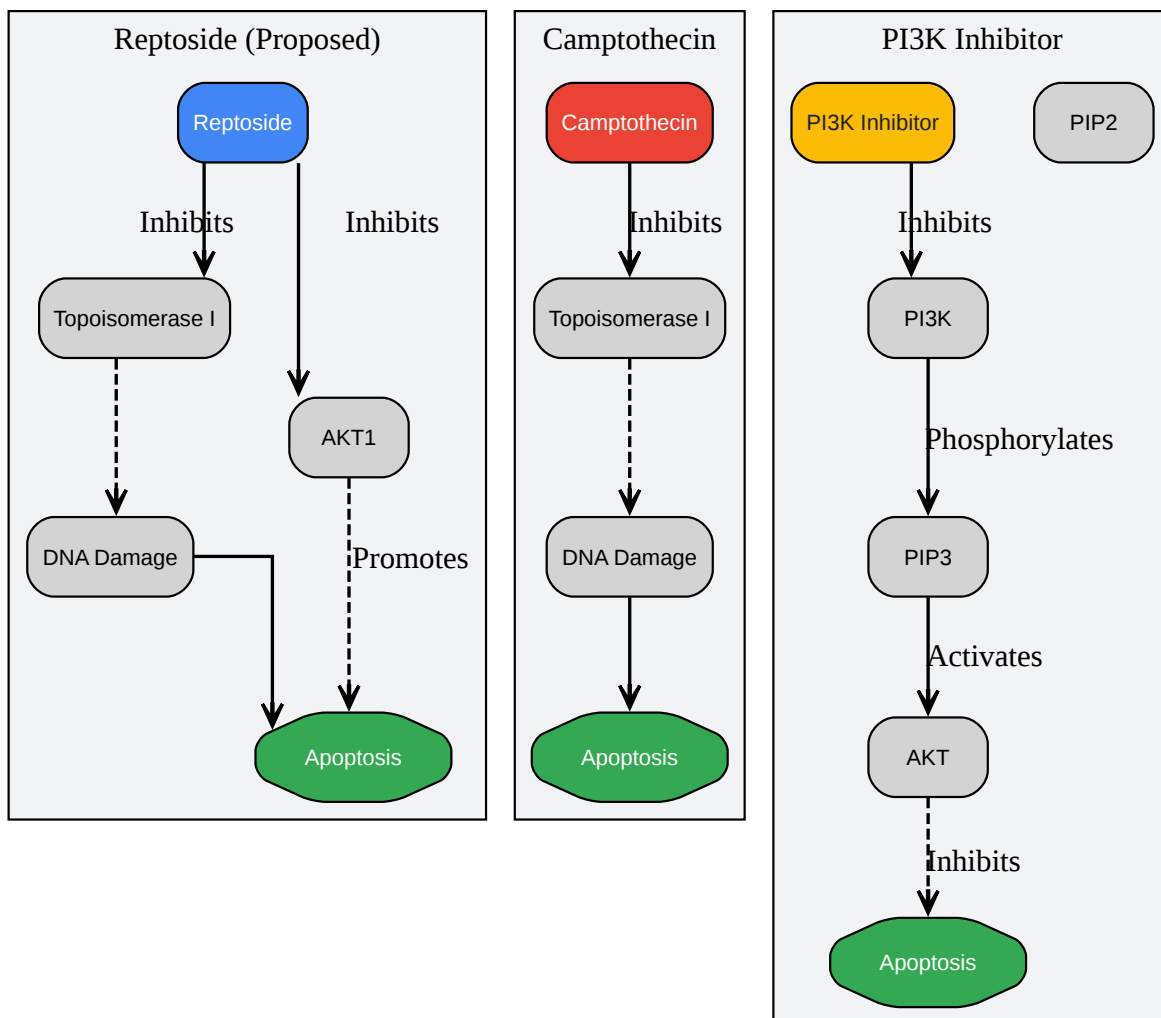 Reptoside (Proposed)
Reptoside
Inhibits
Inhibits
Topoisomerase I
AKT1
DNA Damage
Promotes
Apoptosis
Camptothecin
Camptothecin
Inhibits
Topoisomerase I
DNA Damage
Apoptosis
PI3K Inhibitor
PI3K Inhibitor
PIP2
Inhibits
PI3K
Phosphorylates
PIP3
Activates
AKT
Inhibits
Apoptosis